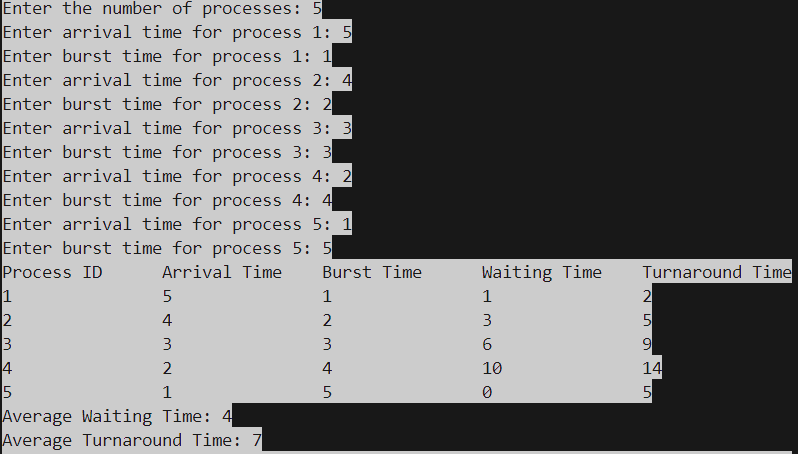 Enter the number of processes: 5
Enter arrival time for process 1: 5
Enter burst time for process 1: 1
Enter arrival time for process 2: 4
Enter burst time for process 2: 2
Enter arrival time for process 3: 3
Enter burst time for process 3: 3
Enter arrival time for process 4: 2
Enter burst time for process 4: 4
Enter arrival time for process 5: 1
Enter burst time for process 5: 5
Process ID      Arrival Time    Burst Time      Waiting Time    Turnaround Time
1               5               1               1               2
2               4               2               3               5
3               3               3               6               9
4               2               4               10              14
5               1               5               0               5
Average Waiting Time: 4
Average Turnaround Time: 7